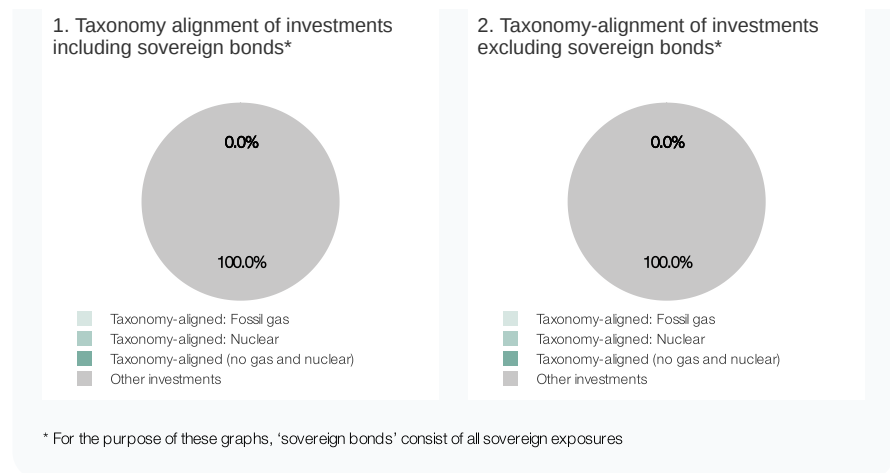 1. Taxonomy alignment of investments
including sovereign bonds*
0.0%
100.0%
Taxonomy-aligned: Fossil gas
Taxonomy-aligned: Nuclear
Taxonomy-aligned (no gas and nuclear)
Other investments
2. Taxonomy-alignment of investments
excluding sovereign bonds*
0.0%
100.0%
Taxonomy-aligned: Fossil gas
Taxonomy-aligned: Nuclear
Taxonomy-aligned (no gas and nuclear)
Other investments
* For the purpose of these graphs, ‘sovereign bonds’ consist of all sovereign exposures